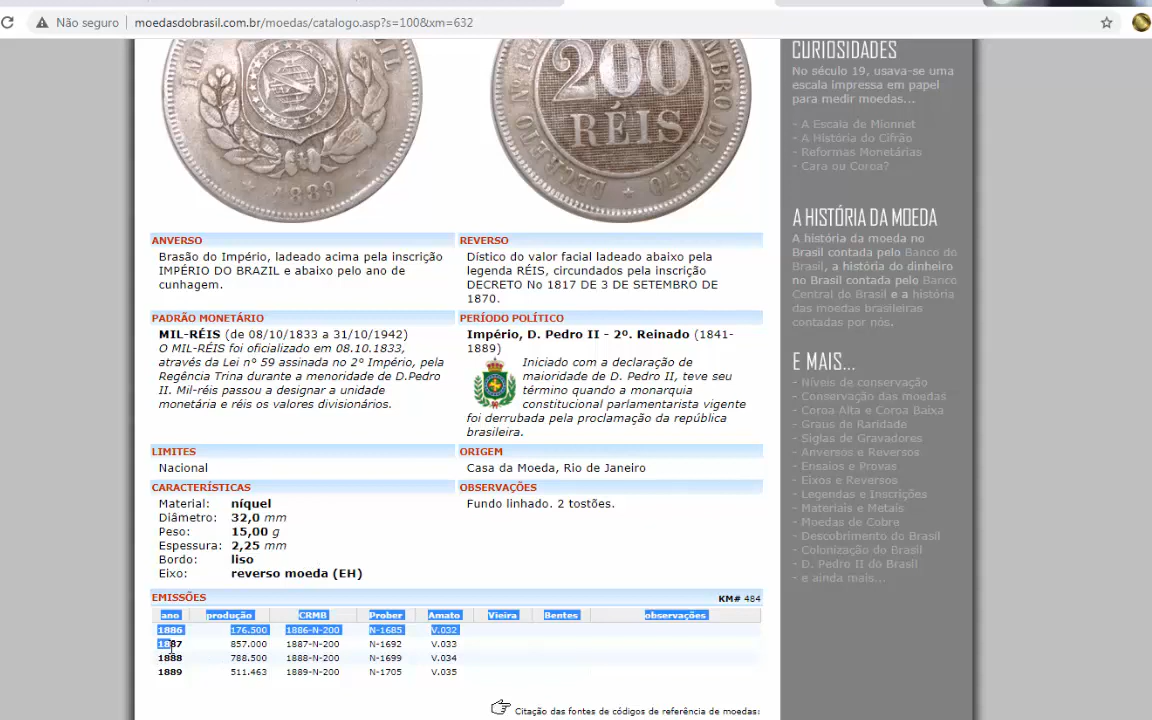 Não seguro
moedasdobrasil.com.br/moedas/catalogo.asp?s=100&xm=632
1889
200
RÉIS
DECRETO Nº 18 DE 1870
ANVERSO
Brasão do Império, ladeado acima pela inscrição
IMPÉRIO DO BRAZIL e abaixo pelo ano de
cunhagem.
REVERSO
Dístico do valor facial ladeado abaixo pela
legenda RÉIS, circundados pela inscrição
DECRETO No 1817 DE 3 DE SETEMBRO DE
1870.
PADRÃO MONETÁRIO
MIL-RÉIS (de 08/10/1833 a 31/10/1942)
O MIL-RÉIS foi oficializado em 08.10.1833,
através da Lei n° 59 assinada no 2° Império, pela
Regência Trina durante a menoridade de D.Pedro
II. Mil-réis passou a designar a unidade
monetária e réis os valores divisionários.
PERÍODO POLÍTICO
Império, D. Pedro II - 2º. Reinado (1841-
1889)
Iniciado com a declaração de
maioridade de D. Pedro II, teve seu
término quando a monarquia
constitucional parlamentarista vigente
foi derrubada pela proclamação da república
brasileira.
LIMITES
Nacional
ORIGEM
Casa da Moeda, Rio de Janeiro
CARACTERÍSTICAS
Material: níquel
Diâmetro: 32,0 mm
Peso: 15,00 g
Espessura: 2,25 mm
Bordo: liso
Eixo: reverso moeda (EH)
OBSERVAÇÕES
Fundo linhado. 2 tostões.
EMISSÕES KM# 484
ano produção CRMB Prober Amato Vieira Bentes observações
1886 176.500 1886-N-200 N-1685 V.032
1887 857.000 1887-N-200 N-1692 V.033
1888 788.500 1888-N-200 N-1699 V.034
1889 511.463 1889-N-200 N-1705 V.035
Citação das fontes de códigos de referência de moedas:
CURIOSIDADES
No século 19, usava-se uma
escala impressa em papel
para medir moedas...
- A Escala de Mionnet
- A História do Cifrão
- Reformas Monetárias
- Cara ou Coroa?
A HISTÓRIA DA MOEDA
A história da moeda no
Brasil contada pelo Banco do
Brasil, a história do dinheiro
no Brasil contada pelo Banco
Central do Brasil e a história
das moedas brasileiras
contadas por nós.
E MAIS...
- Níveis de conservação
- Conservação das moedas
- Coroa Alta e Coroa Baixa
- Graus de Raridade
- Siglas de Gravadores
- Anversos e Reversos
- Ensaios e Provas
- Eixos e Reversos
- Legendas e Inscrições
- Materiais e Metais
- Moedas de Cobre
- Descobrimento do Brasil
- Colonização do Brasil
- D. Pedro II do Brasil
- e ainda mais...